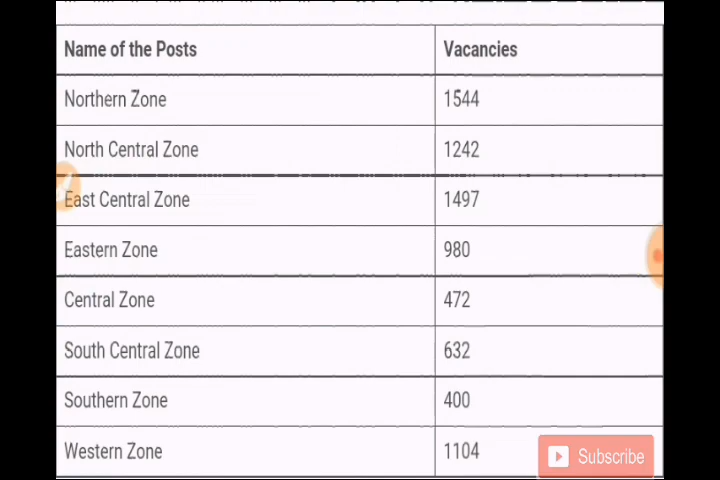 Name of the Posts Vacancies
Northern Zone 1544
North Central Zone 1242
East Central Zone 1497
Eastern Zone 980
Central Zone 472
South Central Zone 632
Southern Zone 400
Western Zone 1104
Subscribe